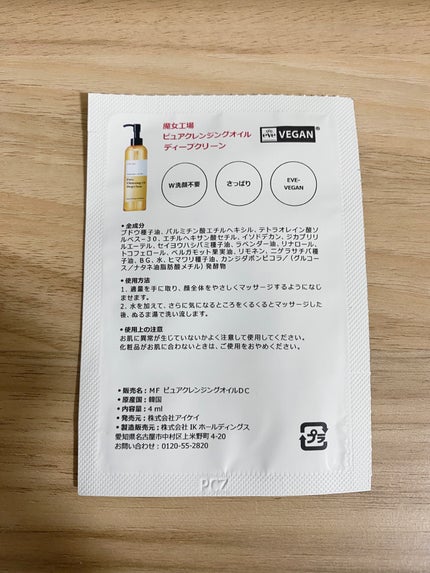 魔女工場
ピュアクレンジングオイル
ディープクリーン
eve VEGAN®
W洗顔不要
さっぱり
EVE-
VEGAN
• 全成分
ブドウ種子油、パルミチン酸エチルヘキシル、テトラオレイン酸ソ
ルベス－30、エチルヘキサン酸セチル、イソドデカン、ジカプリリ
ルエーテル、セイヨウハシバミ種子油、ラベンダー油、リナロール、
トコフェロール、ベルガモット果実油、リモネン、ニゲラサチバ種
子油、ＢＧ、水、ヒマワリ種子油、カンジダボンビコラ／（グルコー
ス／ナタネ油脂肪酸メチル）発酵物
• 使用方法
1．適量を手に取り、顔全体をやさしくマッサージするようになじ
ませます。
2．水を加えて、さらに気になるところをくるくるとマッサージした
後、ぬるま湯で洗い流します。
• 使用上の注意
お肌に異常が生じていないかよく注意して使用してください。
化粧品がお肌に合わないときは、ご使用をおやめください。
• 販売名：ＭＦ ピュアクレンジングオイルＤＣ
• 原産国：韓国
• 内容量：4 ml
• 発売元：株式会社アイケイ
• 製造販売元：株式会社 IK ホールディングス
愛知県名古屋市中村区上米野町 4-20
お問い合わせ：0120-55-2820
プラ
PC7